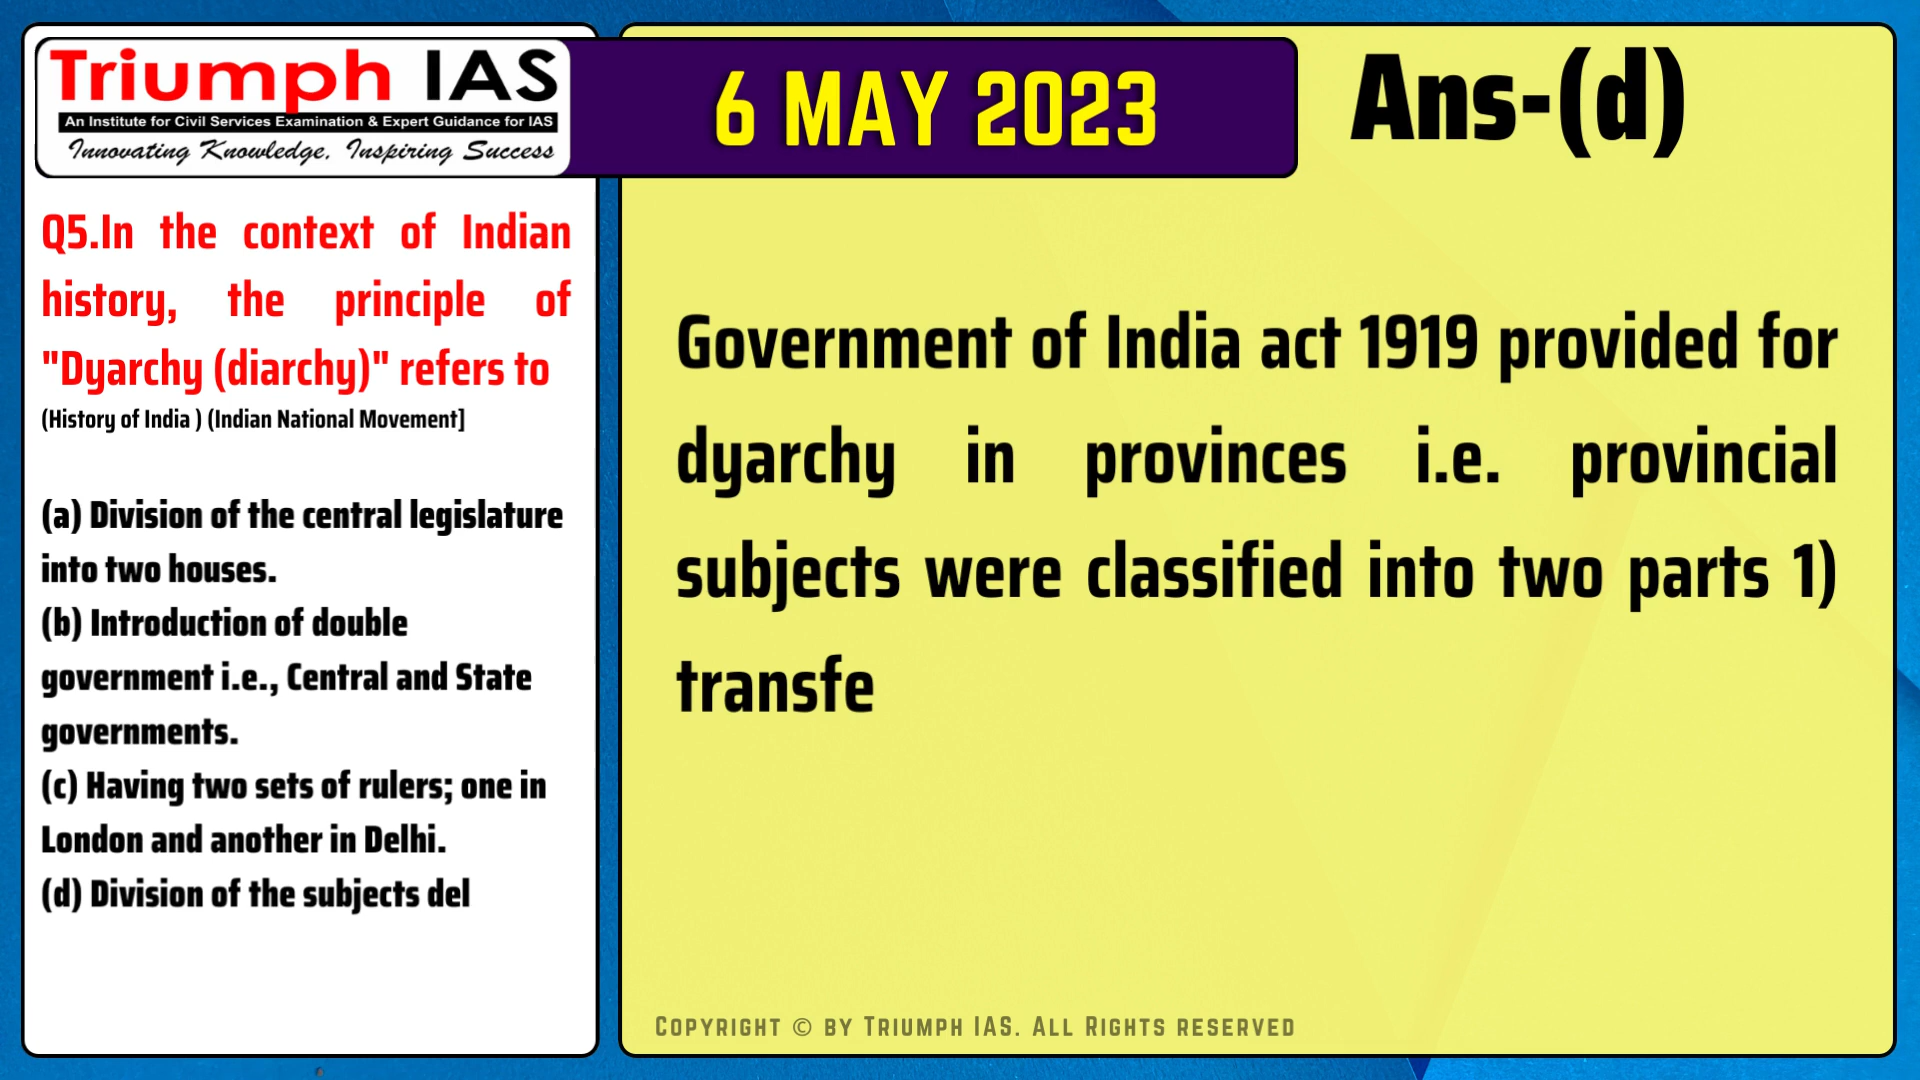 Triumph IAS
An Institute for Civil Services Examination & Expert Guidance for IAS
Innovating Knowledge, Inspiring Success
6 MAY 2023
Ans-(d)
Q5.In the context of Indian
history, the principle of
"Dyarchy (diarchy)" refers to
(History of India ) (Indian National Movement]
(a) Division of the central legislature
into two houses.
(b) Introduction of double
government i.e., Central and State
governments.
(c) Having two sets of rulers; one in
London and another in Delhi.
(d) Division of the subjects del
Government of India act 1919 provided for
dyarchy in provinces i.e. provincial
subjects were classified into two parts 1)
transfe
Copyright © by Triumph IAS. All Rights reserved